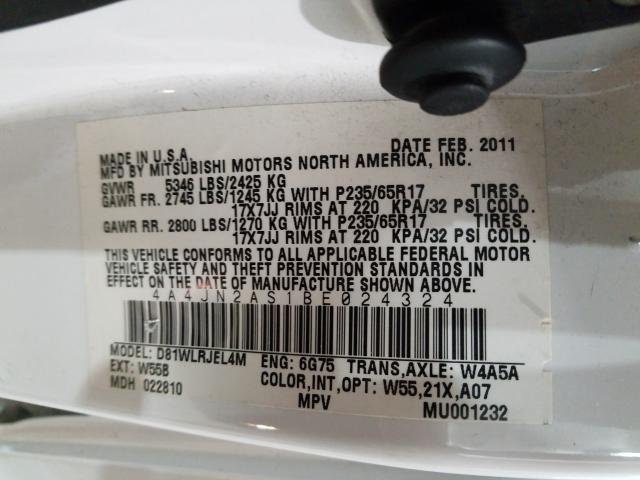 MADE IN U.S.A. DATE FEB. 2011
MFD BY MITSUBISHI MOTORS NORTH AMERICA, INC.
GVWR 5346 LBS/2425 KG
GAWR FR. 2745 LBS/1245 KG WITH P235/65R17 TIRES,
17X7JJ RIMS AT 220 KPA/32 PSI COLD.
GAWR RR. 2800 LBS/1270 KG WITH P235/65R17 TIRES,
17X7JJ RIMS AT 220 KPA/32 PSI COLD.
THIS VEHICLE CONFORMS TO ALL APPLICABLE FEDERAL MOTOR
VEHICLE SAFETY AND THEFT PREVENTION STANDARDS IN
EFFECT ON THE DATE OF MANUFACTURE SHOWN ABOVE.
4A4JN2AS1BE024324
MODEL: D81WLRJEL4M ENG: 6G75 TRANS,AXLE: W4A5A
EXT: W55B COLOR,INT,OPT: W55,21X,A07
MDH 022810 MPV MU001232